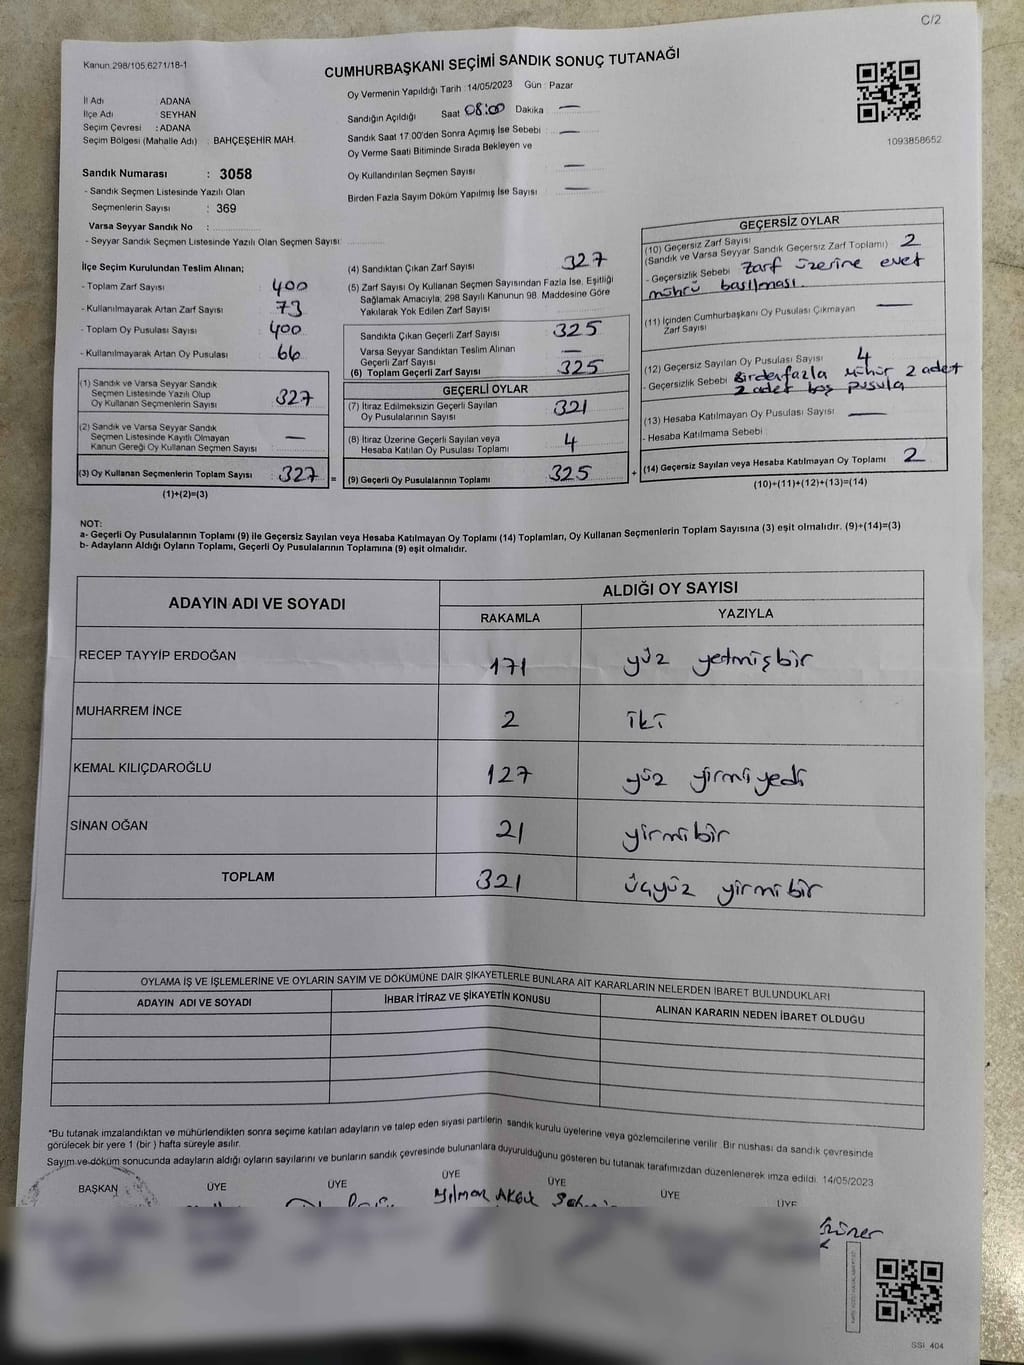 C/2
Kanun 298/105,6271/18-1
CUMHURBAŞKANI SEÇİMİ SANDIK SONUÇ TUTANAĞI
1093858652
İl Adı : ADANA
İlçe Adı : SEYHAN
Seçim Çevresi : ADANA
Seçim Bölgesi (Mahalle Adı) : BAHÇEŞEHİR MAH.
Sandık Numarası : 3058
- Sandık Seçmen Listesinde Yazılı Olan
Seçmenlerin Sayısı : 369
Varsa Seyyar Sandık No :
- Seyyar Sandık Seçmen Listesinde Yazılı Olan Seçmen Sayısı:
Oy Vermenin Yapıldığı Tarih : 14/05/2023 Gün : Pazar
Sandığın Açıldığı Saat 08:00 Dakika —
Sandık Saat 17 00'den Sonra Açımış İse Sebebi : —
Oy Verme Saati Bitiminde Sırada Bekleyen ve
Oy Kullandırılan Seçmen Sayısı —
Birden Fazla Sayım Döküm Yapılmış İse Sayısı —
İlçe Seçim Kurulundan Teslim Alınan;
- Toplam Zarf Sayısı : 400
- Kullanılmayarak Artan Zarf Sayısı : 73
- Toplam Oy Pusulası Sayısı : 400
- Kullanılmayarak Artan Oy Pusulası : 66
(1) Sandık ve Varsa Seyyar Sandık
Seçmen Listesinde Yazılı Olup
Oy Kullanan Seçmenlerin Sayısı : 327
(2) Sandık ve Varsa Seyyar Sandık
Seçmen Listesinde Kayıtlı Olmayan
Kanun Gereği Oy Kullanan Seçmen Sayısı : —
(3) Oy Kullanan Seçmenlerin Toplam Sayısı : 327
(1)+(2)=(3)
=
(4) Sandıktan Çıkan Zarf Sayısı 327
(5) Zarf Sayısı Oy Kullanan Seçmen Sayısından Fazla İse, Eşitliği
Sağlamak Amacıyla, 298 Sayılı Kanunun 98. Maddesine Göre
Yakılarak Yok Edilen Zarf Sayısı
Sandıkta Çıkan Geçerli Zarf Sayısı 325
Varsa Seyyar Sandıktan Teslim Alınan
Geçerli Zarf Sayısı —
(6) Toplam Geçerli Zarf Sayısı 325
GEÇERLİ OYLAR
(7) İtiraz Edilmeksizin Geçerli Sayılan
Oy Pusulalarının Sayısı 321
(8) İtiraz Üzerine Geçerli Sayılan veya
Hesaba Katılan Oy Pusulası Toplamı 4
(9) Geçerli Oy Pusulalarının Toplamı 325
+
GEÇERSİZ OYLAR
(10) Geçersiz Zarf Sayısı
(Sandık ve Varsa Seyyar Sandık Geçersiz Zarf Toplamı) 2
- Geçersizlik Sebebi Zarf üzerine evet
mührü basılması.
(11) İçinden Cumhurbaşkanı Oy Pusulası Çıkmayan
Zarf Sayısı —
(12) Geçersiz Sayılan Oy Pusulası Sayısı 4
- Geçersizlik Sebebi Birden fazla mühür 2 adet
2 adet boş pusula
(13) Hesaba Katılmayan Oy Pusulası Sayısı —
- Hesaba Katılmama Sebebi
(14) Geçersiz Sayılan veya Hesaba Katılmayan Oy Toplamı 2
(10)+(11)+(12)+(13)=(14)
NOT:
a- Geçerli Oy Pusulalarının Toplamı (9) ile Geçersiz Sayılan veya Hesaba Katılmayan Oy Toplamı (14) Toplamları, Oy Kullanan Seçmenlerin Toplam Sayısına (3) eşit olmalıdır. (9)+(14)=(3)
b- Adayların Aldığı Oyların Toplamı, Geçerli Oy Pusulalarının Toplamına (9) eşit olmalıdır.
ADAYIN ADI VE SOYADI
ALDIĞI OY SAYISI
RAKAMLA YAZIYLA
RECEP TAYYİP ERDOĞAN 171 yüz yetmişbir
MUHARREM İNCE 2 iki
KEMAL KILIÇDAROĞLU 127 yüz yirmi yedi
SİNAN OĞAN 21 yirmi bir
TOPLAM 321 üçyüz yirmi bir
OYLAMA İŞ VE İŞLEMLERİNE VE OYLARIN SAYIM VE DÖKÜMÜNE DAİR ŞİKAYETLERLE BUNLARA AİT KARARLARIN NELERDEN İBARET BULUNDUKLARI
ADAYIN ADI VE SOYADI İHBAR İTİRAZ VE ŞİKAYETİN KONUSU ALINAN KARARIN NEDEN İBARET OLDUĞU
*Bu tutanak imzalandıktan ve mühürlendikten sonra seçime katılan adayların ve talep eden siyasi partilerin sandık kurulu üyelerine veya gözlemcilerine verilir. Bir nushası da sandık çevresinde
görülecek bir yere 1 (bir ) hafta süreyle asılır.
Sayım ve döküm sonucunda adayların aldığı oyların sayılarını ve bunların sandık çevresinde bulunanlara duyurulduğunu gösteren bu tutanak tarafımızdan düzenlenerek imza edildi. 14/05/2023
BAŞKAN ÜYE ÜYE ÜYE ÜYE ÜYE ÜYE
Yılmaz
SSİ 404